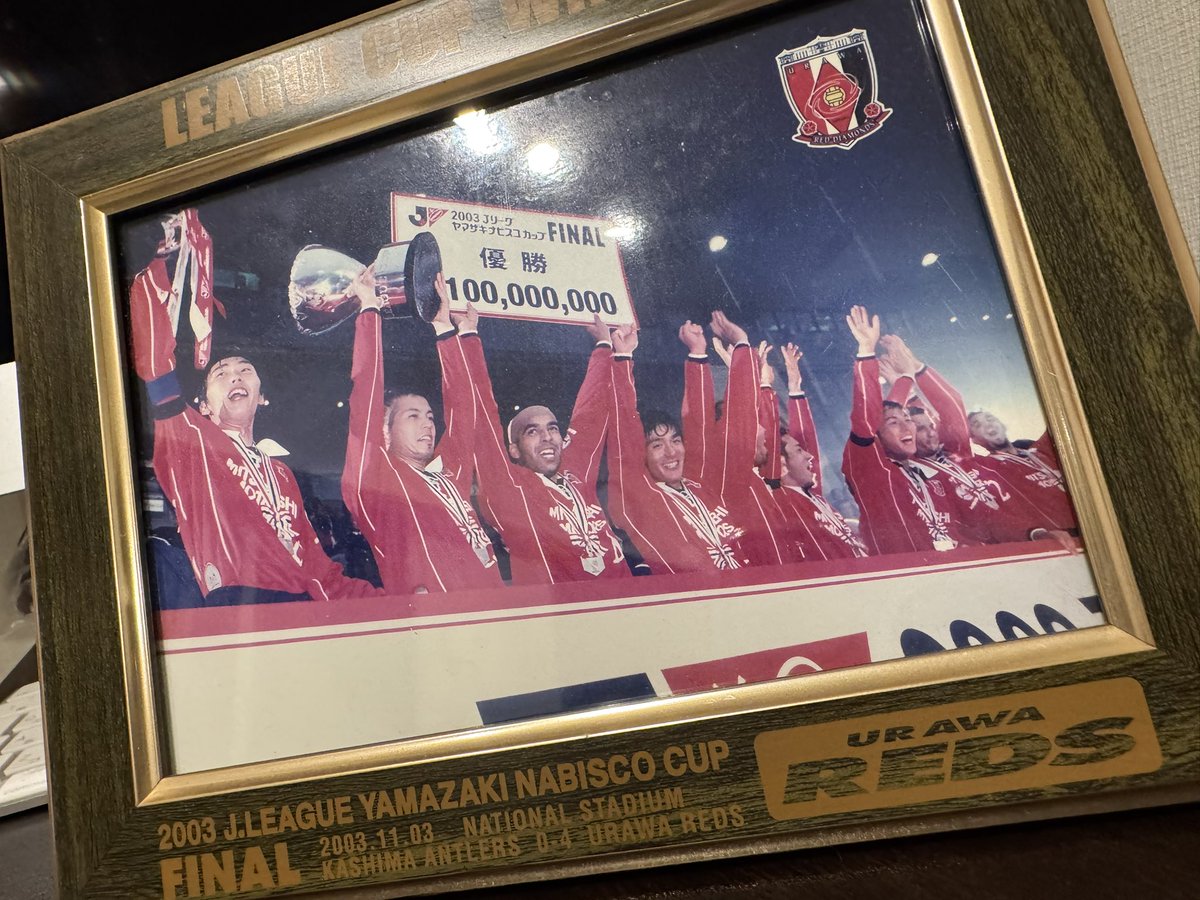 LEAGUE CUP
URAWA
RED DIAMONDS
2003 Jリーグ
ヤマザキナビスコカップ FINAL
優勝
100,000,000
URAWA
REDS
2003 J.LEAGUE YAMAZAKI NABISCO CUP
FINAL
2003.11.03 NATIONAL STADIUM
KASHIMA ANTLERS 0-4 URAWA REDS